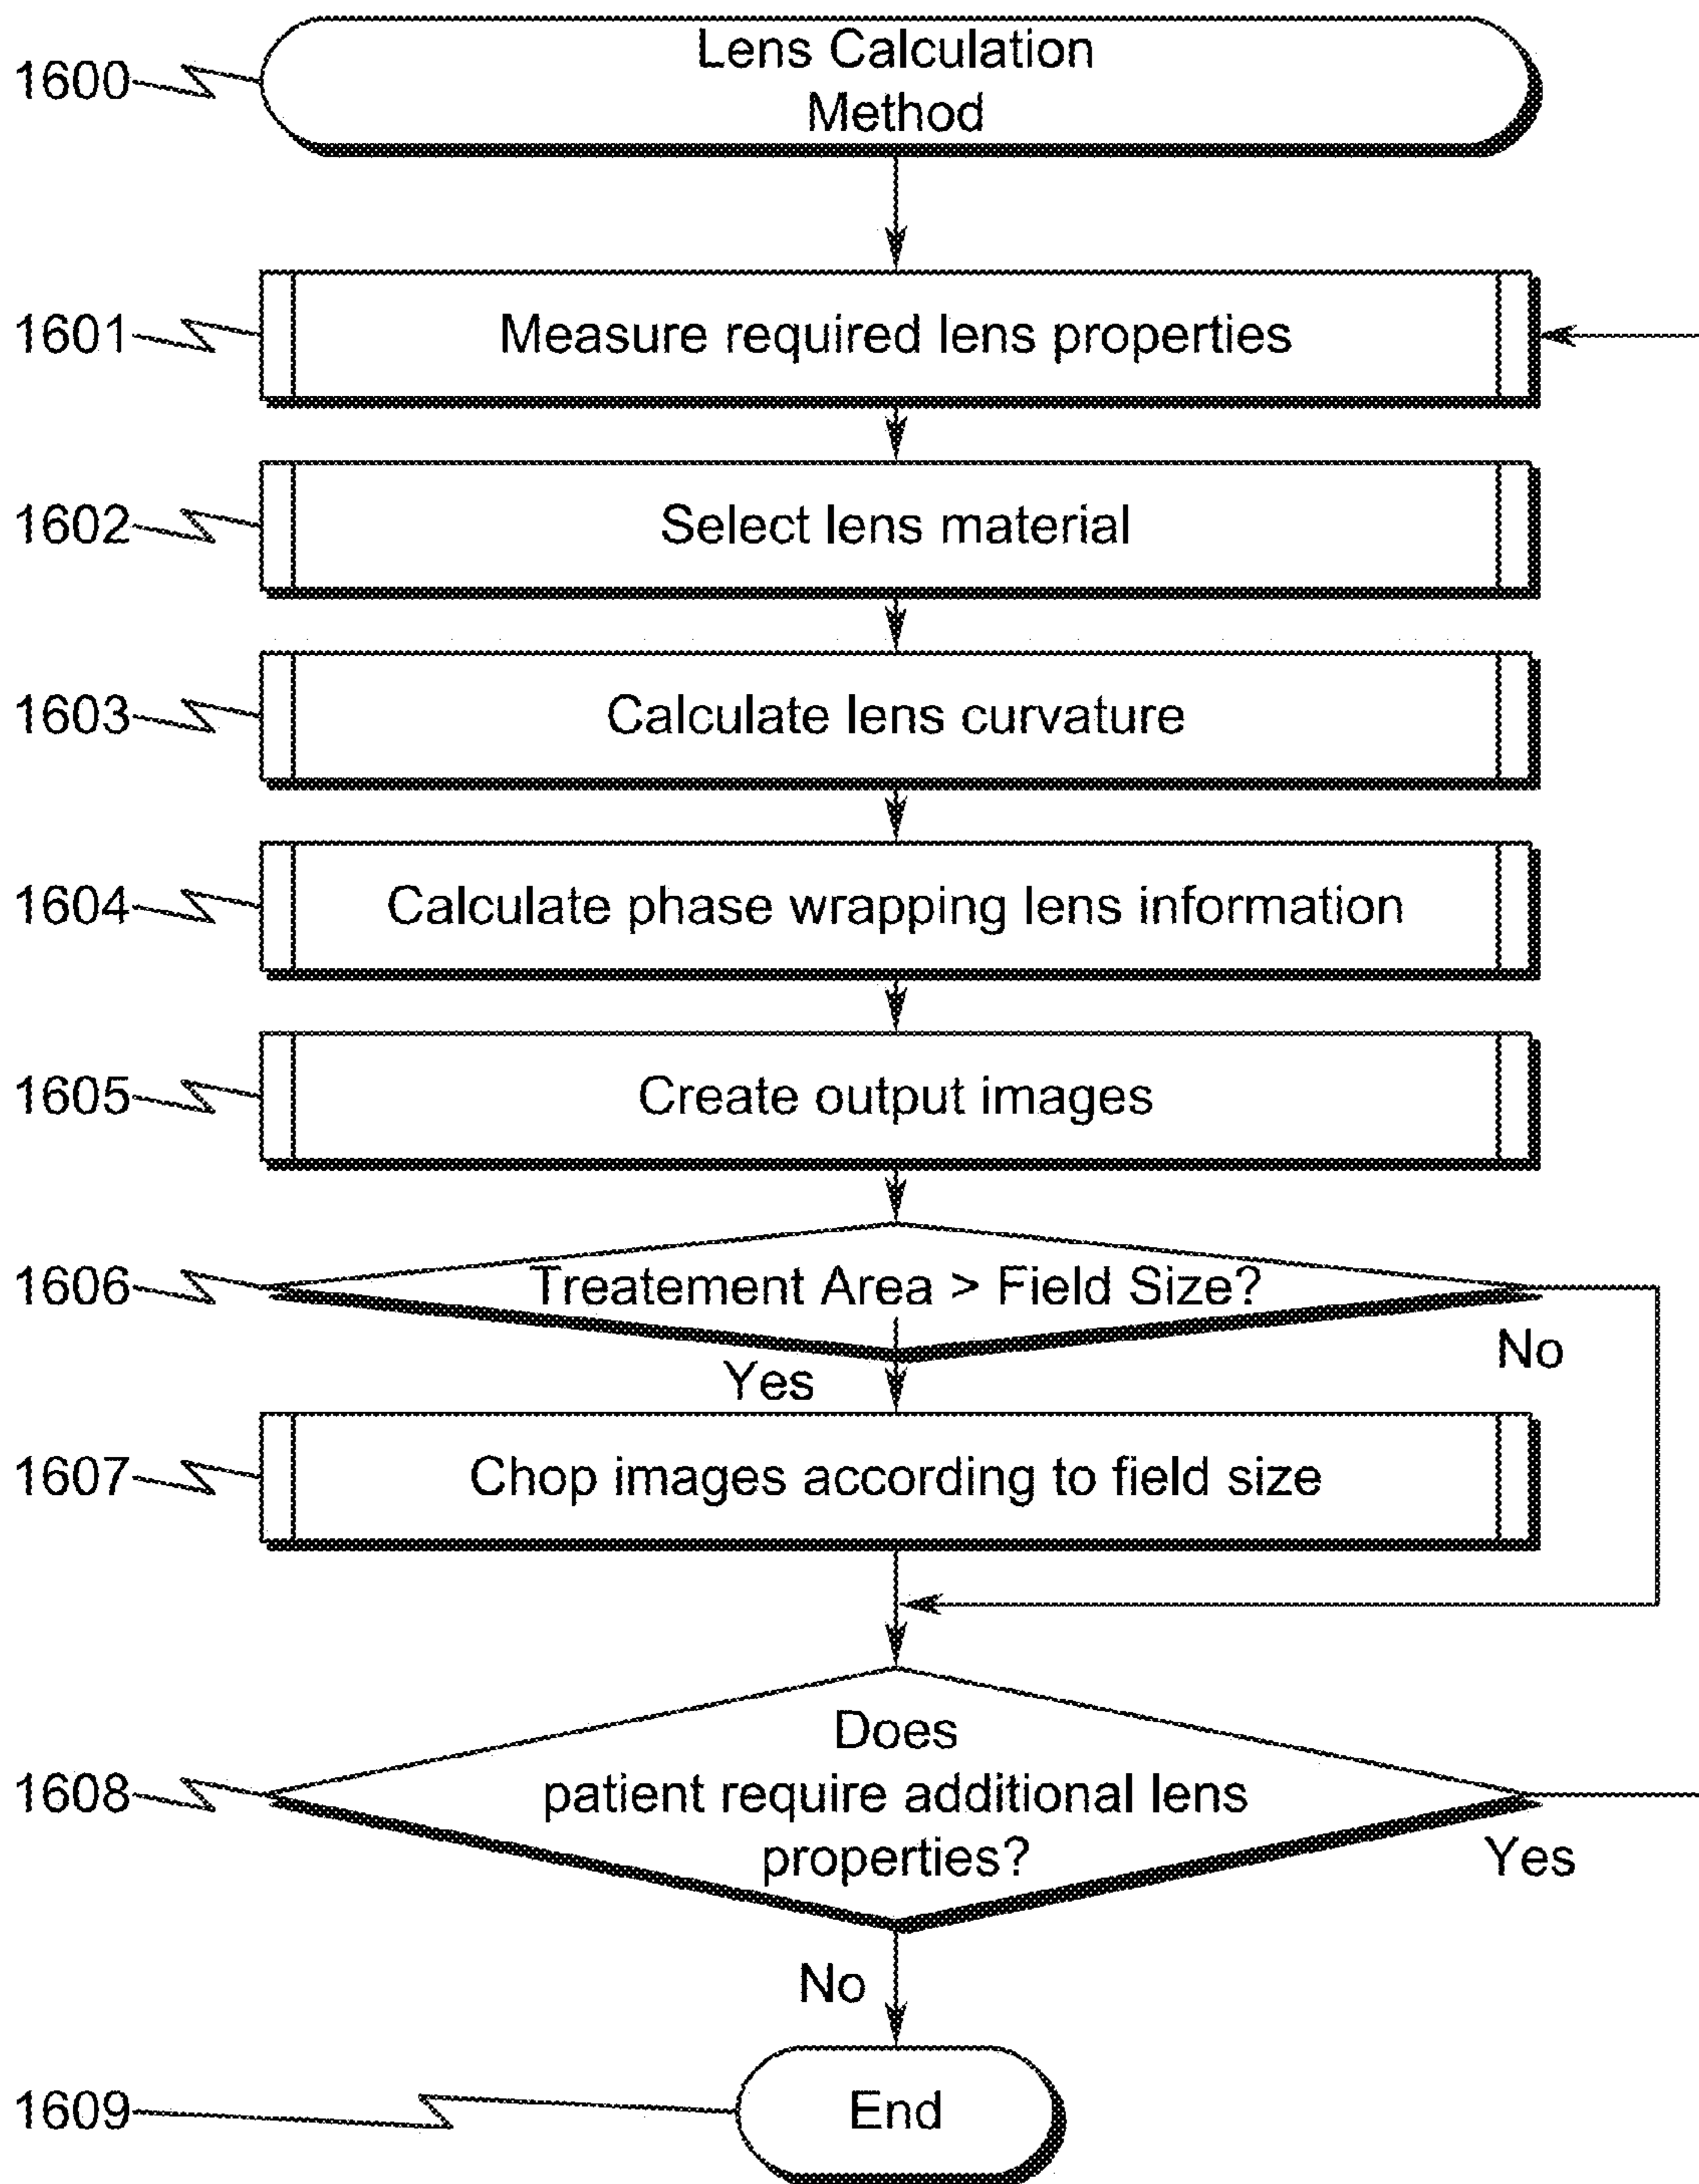 Lens Calculation
Method
1600
1601
Measure required lens properties
1602
Select lens material
1603
Calculate lens curvature
1604
Calculate phase wrapping lens information
1605
Create output images
1606
Treatement Area > Field Size?
No
Yes
1607
Chop images according to field size
1608
Does
patient require additional lens
properties?
Yes
No
1609
End